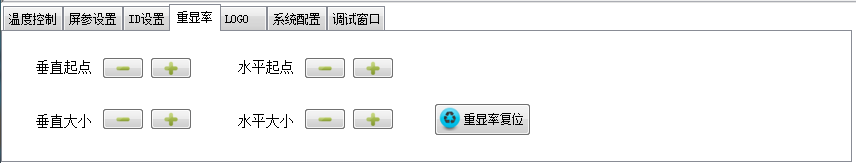 温度控制 屏参设置 ID设置 重显率 LOGO 系统配置 调试窗口
垂直起点 − + 水平起点 − +
垂直大小 − + 水平大小 − + 重显率复位